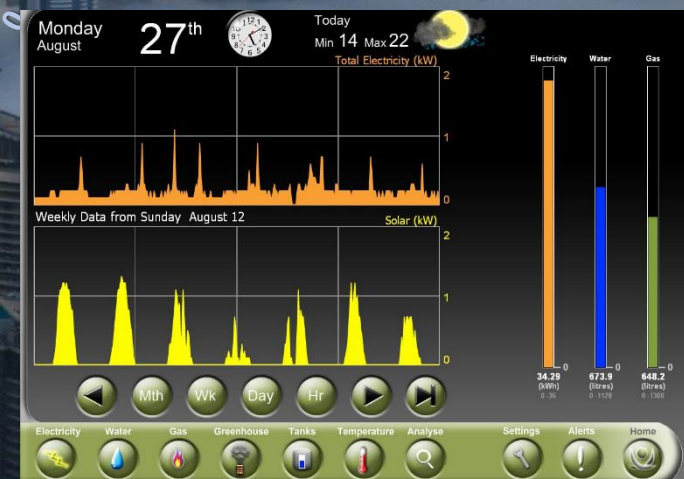 Monday
August
27th
Today
Min 14 Max 22
Total Electricity (kW)
2
1
0
Weekly Data from Sunday August 12
Solar (kW)
2
1
0
Electricity Water Gas
0 0 0
34.29 673.9 648.2
(kWh) (litres) (litres)
0-36 0-1178 0-1300
Mth Wk Day Hr
Electricity Water Gas Greenhouse Tanks Temperature Analyse Settings Alerts Home